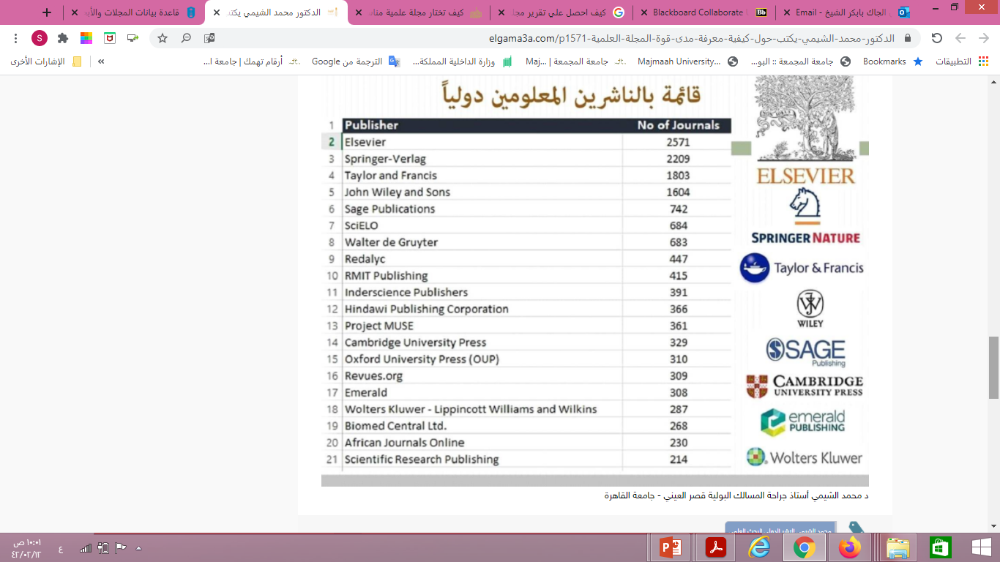 الجاك بابكر الشيخ - Email
Blackboard Collaborate
كيف احصل علي تقرير مجل
كيف تختار مجلة علمية منا
الدكتور محمد الشيمي يكتب
قاعدة بيانات المجلات والأب
elgama3a.com/p1571-الدكتور-محمد-الشيمي-يكتب-حول-كيفية-معرفة-مدى-قوة-المجلة-العلمية
S
التطبيقات
Bookmarks
جامعة المجمعة :: البو...
Majmaah University...
جامعة المجمعة | Maj...
وزارة الداخلية المملكة...
الترجمة من Google
أرقام تهمك | جامعة ا...
الإشارات الأخرى
قائمة بالناشرين المعلومين دولياً
1 Publisher No of Journals
2 Elsevier 2571
3 Springer-Verlag 2209
4 Taylor and Francis 1803
5 John Wiley and Sons 1604
6 Sage Publications 742
7 SciELO 684
8 Walter de Gruyter 683
9 Redalyc 447
10 RMIT Publishing 415
11 Inderscience Publishers 391
12 Hindawi Publishing Corporation 366
13 Project MUSE 361
14 Cambridge University Press 329
15 Oxford University Press (OUP) 310
16 Revues.org 309
17 Emerald 308
18 Wolters Kluwer - Lippincott Williams and Wilkins 287
19 Biomed Central Ltd. 268
20 African Journals Online 230
21 Scientific Research Publishing 214
ELSEVIER
SPRINGER NATURE
Taylor & Francis
WILEY
SAGE
Publishing
CAMBRIDGE
UNIVERSITY PRESS
emerald
PUBLISHING
Wolters Kluwer
د محمد الشيمي أستاذ جراحة المسالك البولية قصر العيني - جامعة القاهرة
محمد الشيمي النشر الدولي البحث العلمي
ع
١٠:٠١ ص
٤٢/٠٢/١٢